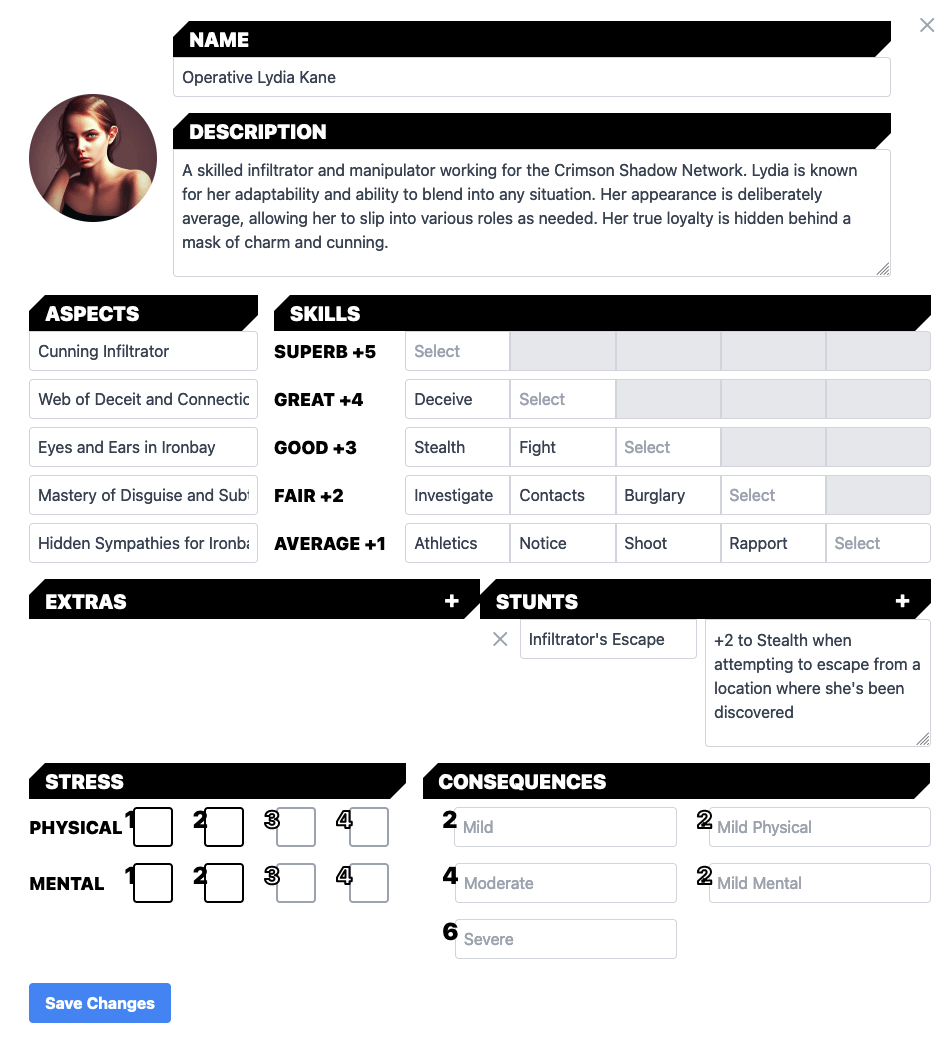 NAME
Operative Lydia Kane
DESCRIPTION
A skilled infiltrator and manipulator working for the Crimson Shadow Network. Lydia is known
for her adaptability and ability to blend into any situation. Her appearance is deliberately
average, allowing her to slip into various roles as needed. Her true loyalty is hidden behind a
mask of charm and cunning.
ASPECTS
Cunning Infiltrator
Web of Deceit and Connectic
Eyes and Ears in Ironbay
Mastery of Disguise and Subt
Hidden Sympathies for Ironba
SKILLS
SUPERB +5 Select
GREAT +4 Deceive Select
GOOD +3 Stealth Fight Select
FAIR +2 Investigate Contacts Burglary Select
AVERAGE +1 Athletics Notice Shoot Rapport Select
EXTRAS +
STUNTS +
Infiltrator's Escape
+2 to Stealth when
attempting to escape from a
location where she's been
discovered
STRESS
PHYSICAL 1 2 3 4
MENTAL 1 2 3 4
CONSEQUENCES
2 Mild 2 Mild Physical
4 Moderate 2 Mild Mental
6 Severe
Save Changes